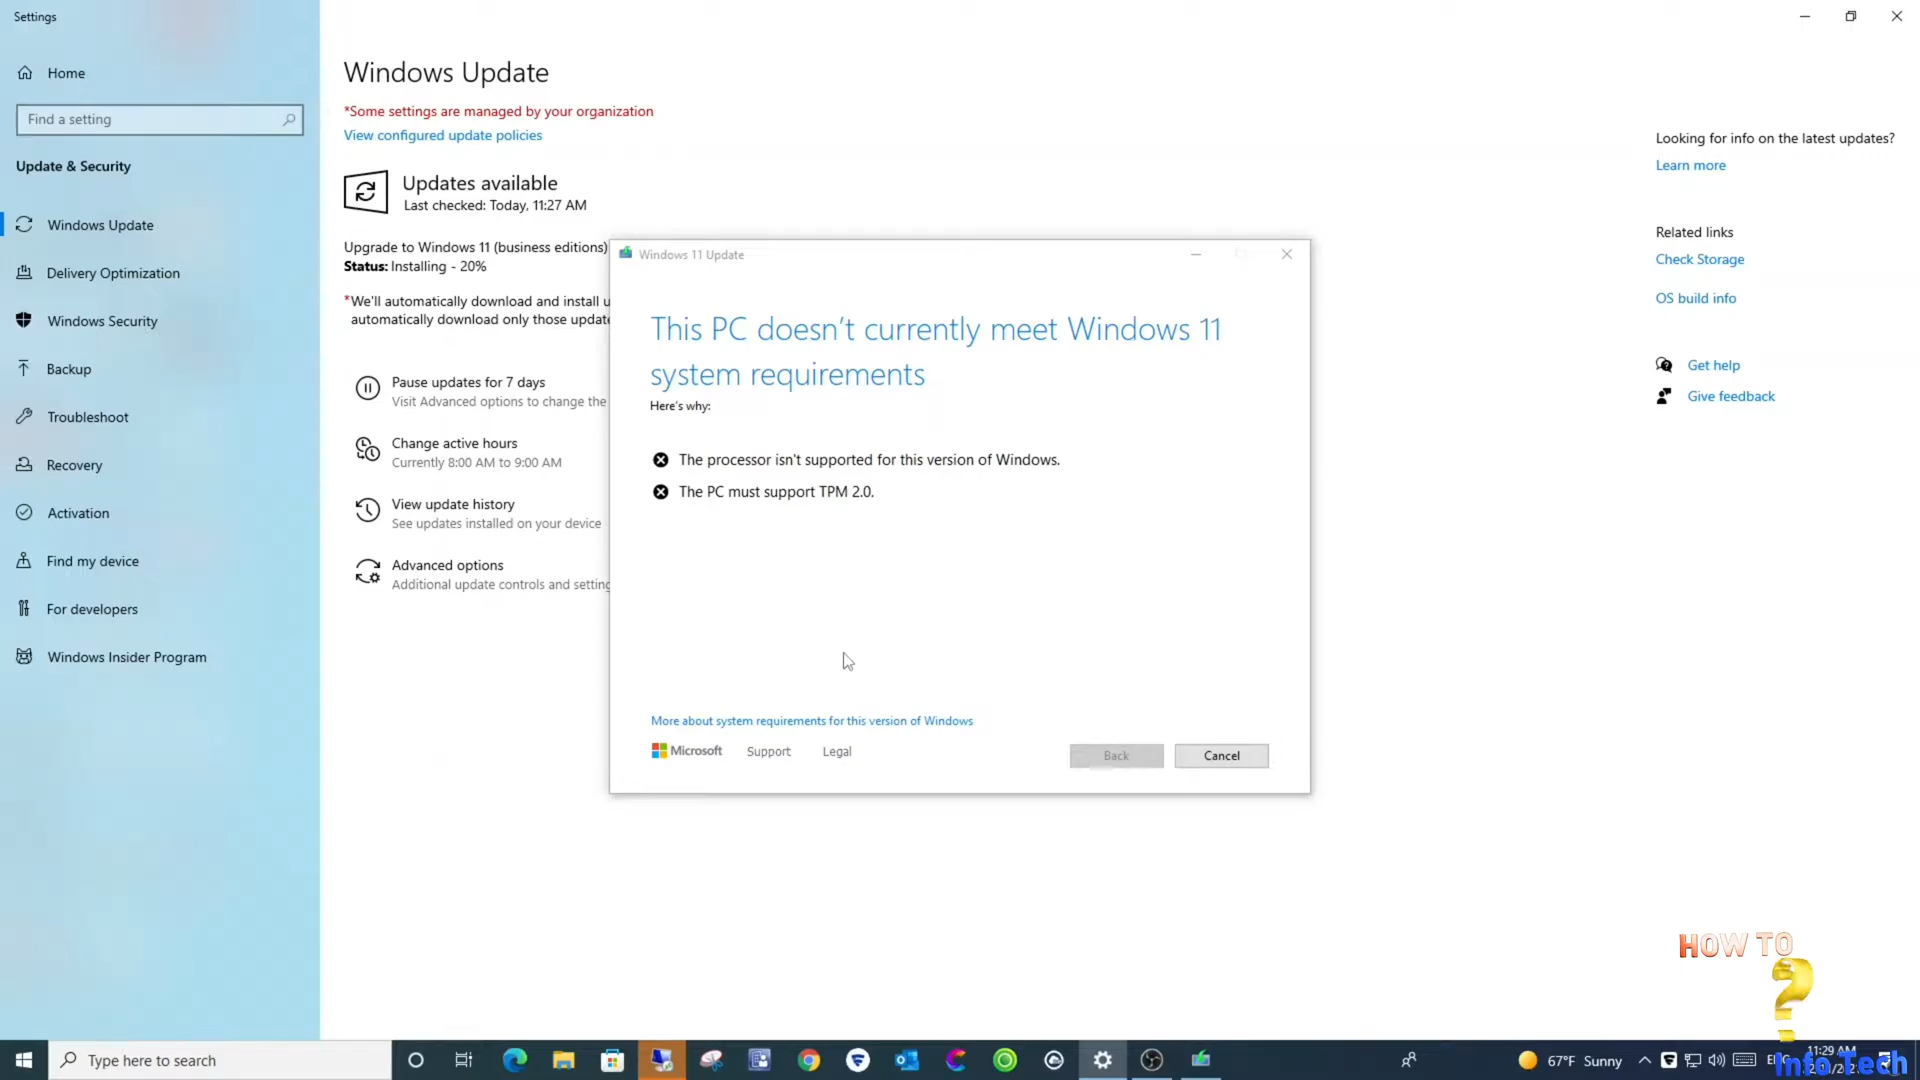 Settings
Home
Find a setting
Update & Security
Windows Update
Delivery Optimization
Windows Security
Backup
Troubleshoot
Recovery
Activation
Find my device
For developers
Windows Insider Program
Windows Update
*Some settings are managed by your organization
View configured update policies
Updates available
Last checked: Today, 11:27 AM
Upgrade to Windows 11 (business editions)
Status: Installing - 20%
*We'll automatically download and install
automatically download only those
Pause updates for 7 days
Visit Advanced options to change the
Change active hours
Currently 8:00 AM to 9:00 AM
View update history
See updates installed on your device
Advanced options
Additional update controls and
Windows 11 Update
This PC doesn't currently meet Windows 11
system requirements
Here's why:
The processor isn't supported for this version of Windows.
The PC must support TPM 2.0.
More about system requirements for this version of Windows
Microsoft Support Legal
Back Cancel
Looking for info on the latest updates?
Learn more
Related links
Check Storage
OS build info
Get help
Give feedback
HOW TO
?
Info Tech
Type here to search
67°F Sunny
11:29 AM